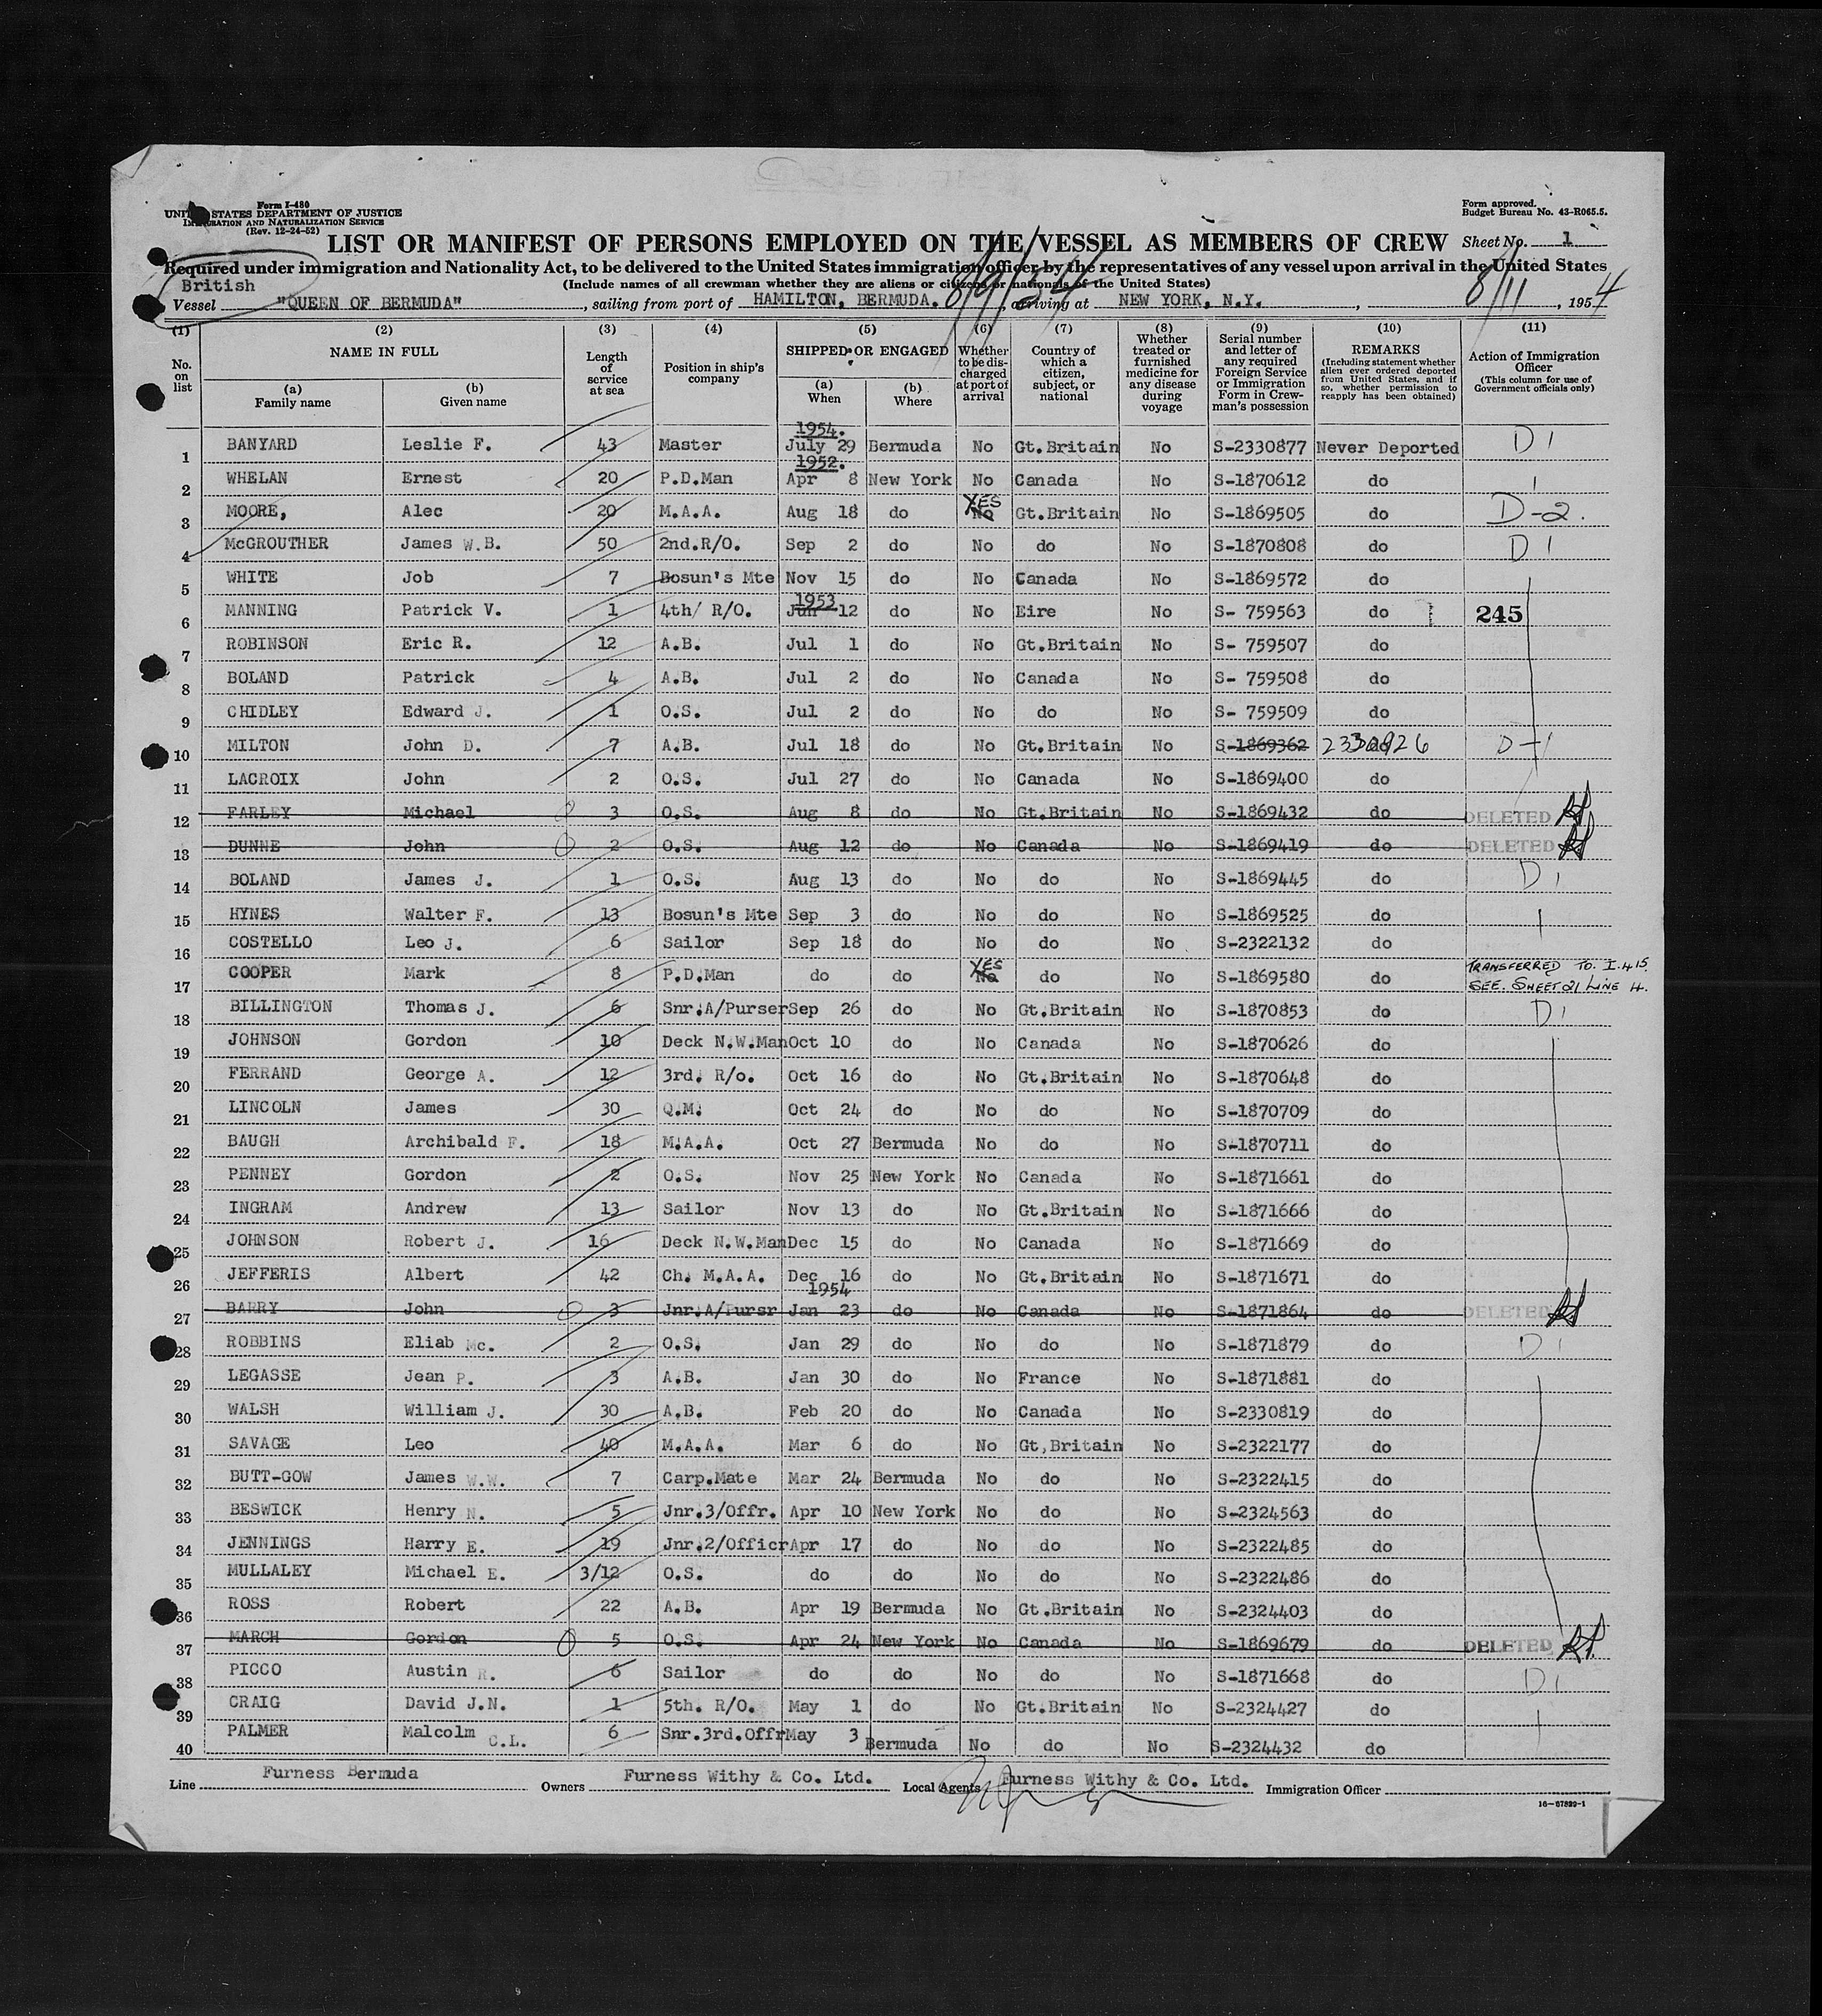 Form I-480
UNITED STATES DEPARTMENT OF JUSTICE
IMMIGRATION AND NATURALIZATION SERVICE
(Rev. 12-24-52)
Form approved.
Budget Bureau No. 43-R065.5.
LIST OR MANIFEST OF PERSONS EMPLOYED ON THE VESSEL AS MEMBERS OF CREW Sheet No. 1
Required under immigration and Nationality Act, to be delivered to the United States immigration officer by the representatives of any vessel upon arrival in the United States
(Include names of all crewman whether they are aliens or citizens or nationals of the United States)
British
Vessel "QUEEN OF BERMUDA", sailing from port of HAMILTON, BERMUDA. 8/9/54, arriving at NEW YORK, N.Y., 8/11, 1954
(1) (2) (3) (4) (5) (6) (7) (8) (9) (10) (11)
No. on list
NAME IN FULL
(a) Family name
(b) Given name
Length of service at sea
Position in ship's company
SHIPPED OR ENGAGED
(a) When
(b) Where
Whether to be discharged at port of arrival
Country of which a citizen, subject, or national
Whether treated or furnished medicine for any disease during voyage
Serial number and letter of any required Foreign Service or Immigration Form in Crewman's possession
REMARKS
(Including statement whether alien ever ordered deported from United States, and if so, whether permission to reapply has been obtained)
Action of Immigration Officer
(This column for use of Government officials only)
1954.
1 BANYARD Leslie F. 43 Master July 29 Bermuda No Gt.Britain No S-2330877 Never Deported D 1
1952.
2 WHELAN Ernest 20 P.D.Man Apr 8 New York No Canada No S-1870612 do 1
3 MOORE, Alec 20 M.A.A. Aug 18 do YES No Gt.Britain No S-1869505 do D-2.
4 McGROUTHER James W.B. 50 2nd.R/O. Sep 2 do No do No S-1870808 do D 1
5 WHITE Job 7 Bosun's Mte Nov 15 do No Canada No S-1869572 do
1953
6 MANNING Patrick V. 1 4th/ R/O. Jun 12 do No Eire No S- 759563 do 245
7 ROBINSON Eric R. 12 A.B. Jul 1 do No Gt.Britain No S- 759507 do
8 BOLAND Patrick 4 A.B. Jul 2 do No Canada No S- 759508 do
9 CHIDLEY Edward J. 1 O.S. Jul 2 do No do No S- 759509 do
10 MILTON John D. 7 A.B. Jul 18 do No Gt.Britain No S-1869362 2330926 do D-1
11 LACROIX John 2 O.S. Jul 27 do No Canada No S-1869400 do
12 FARLEY Michael 3 O.S. Aug 8 do No Gt.Britain No S-1869432 do DELETED
13 DUNNE John 2 O.S. Aug 12 do No Canada No S-1869419 do DELETED
14 BOLAND James J. 1 O.S. Aug 13 do No do No S-1869445 do D 1
15 HYNES Walter F. 13 Bosun's Mte Sep 3 do No do No S-1869525 do
16 COSTELLO Leo J. 6 Sailor Sep 18 do No do No S-2322132 do
17 COOPER Mark 8 P.D.Man do do YES No do No S-1869580 do TRANSFERRED TO. I.415. SEE. SHEET 21 LINE 4.
18 BILLINGTON Thomas J. 6 Snr.A/Purser Sep 26 do No Gt.Britain No S-1870853 do D 1
19 JOHNSON Gordon 10 Deck N.W.Man Oct 10 do No Canada No S-1870626 do
20 FERRAND George A. 12 3rd. R/o. Oct 16 do No Gt.Britain No S-1870648 do
21 LINCOLN James 30 Q.M. Oct 24 do No do No S-1870709 do
22 BAUGH Archibald F. 18 M.A.A. Oct 27 Bermuda No do No S-1870711 do
23 PENNEY Gordon 2 O.S. Nov 25 New York No Canada No S-1871661 do
24 INGRAM Andrew 13 Sailor Nov 13 do No Gt.Britain No S-1871666 do
25 JOHNSON Robert J. 16 Deck N.W.Man Dec 15 do No Canada No S-1871669 do
26 JEFFERIS Albert 42 Ch. M.A.A. Dec 16 do No Gt.Britain No S-1871671 do
1954
27 BARRY John 3 Jnr.A/Pursr Jan 23 do No Canada No S-1871864 do DELETED
28 ROBBINS Eliab Mc. 2 O.S. Jan 29 do No do No S-1871879 do D 1
29 LEGASSE Jean P. 3 A.B. Jan 30 do No France No S-1871881 do
30 WALSH William J. 30 A.B. Feb 20 do No Canada No S-2330819 do
31 SAVAGE Leo 40 M.A.A. Mar 6 do No Gt,Britain No S-2322177 do
32 BUTT-GOW James W.W. 7 Carp.Mate Mar 24 Bermuda No do No S-2322415 do
33 BESWICK Henry N. 5 Jnr.3/Offr. Apr 10 New York No do No S-2324563 do
34 JENNINGS Harry E. 19 Jnr.2/Officr Apr 17 do No do No S-2322485 do
35 MULLALEY Michael E. 3/12 O.S. do do No do No S-2322486 do
36 ROSS Robert 22 A.B. Apr 19 Bermuda No Gt.Britain No S-2324403 do
37 MARCH Gordon 5 O.S. Apr 24 New York No Canada No S-1869679 do DELETED
38 PICCO Austin R. 6 Sailor do do No do No S-1871668 do D 1
39 CRAIG David J.N. 1 5th. R/O. May 1 do No Gt.Britain No S-2324427 do
40 PALMER Malcolm C.L. 6 Snr.3rd.Offr May 3 Bermuda No do No S-2324432 do
Line Furness Bermuda Owners Furness Withy & Co. Ltd. Local Agents Furness Withy & Co. Ltd. Immigration Officer
16-67829-1